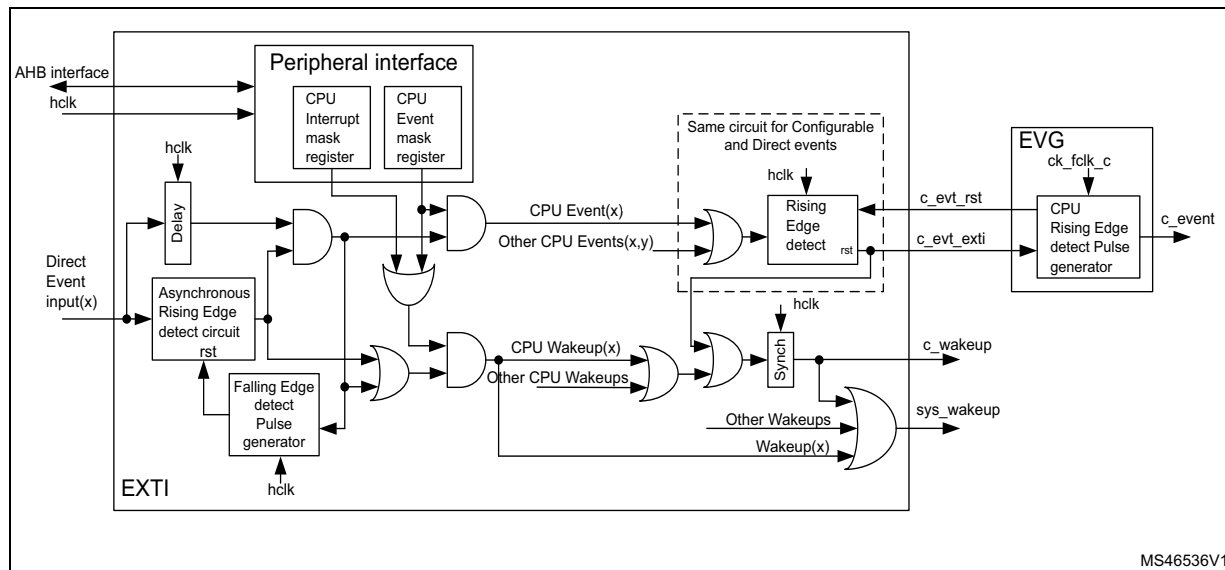 AHB interface
hclk
Peripheral interface
CPU
Interrupt
mask
register
CPU
Event
mask
register
Same circuit for Configurable
and Direct events
EVG
hclk
Delay
hclk
ck_fclk_c
CPU Event(x)
Other CPU Events(x,y)
Rising
Edge
detect
rst
c_evt_rst
c_evt_exti
CPU
Rising Edge
detect Pulse
generator
c_event
Direct
Event
input(x)
Asynchronous
Rising Edge
detect circuit
rst
hclk
CPU Wakeup(x)
Other CPU Wakeups
Synch
c_wakeup
Falling Edge
detect
Pulse
generator
Other Wakeups
sys_wakeup
Wakeup(x)
hclk
EXTI
MS46536V1